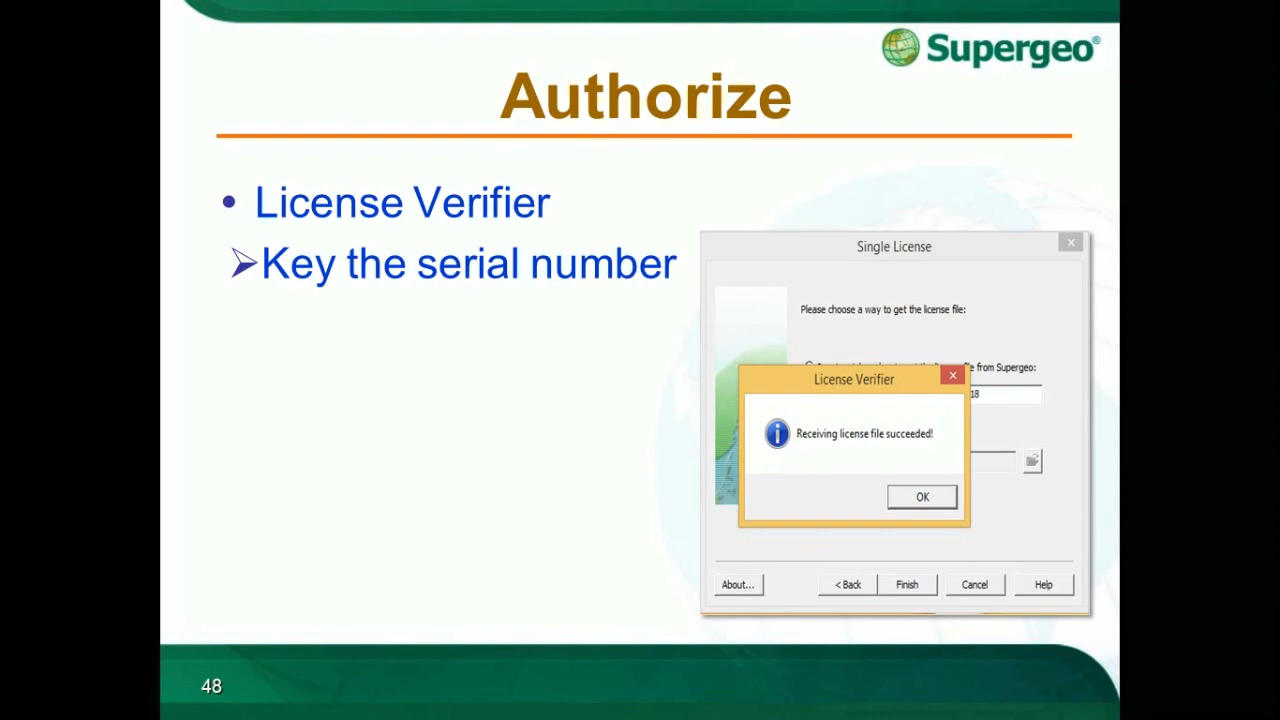 Supergeo®
Authorize
• License Verifier
➢Key the serial number
Single License
Please choose a way to get the license file:
from Supergeo:
18
License Verifier
Receiving license file succeeded!
OK
About...
< Back
Finish
Cancel
Help
48